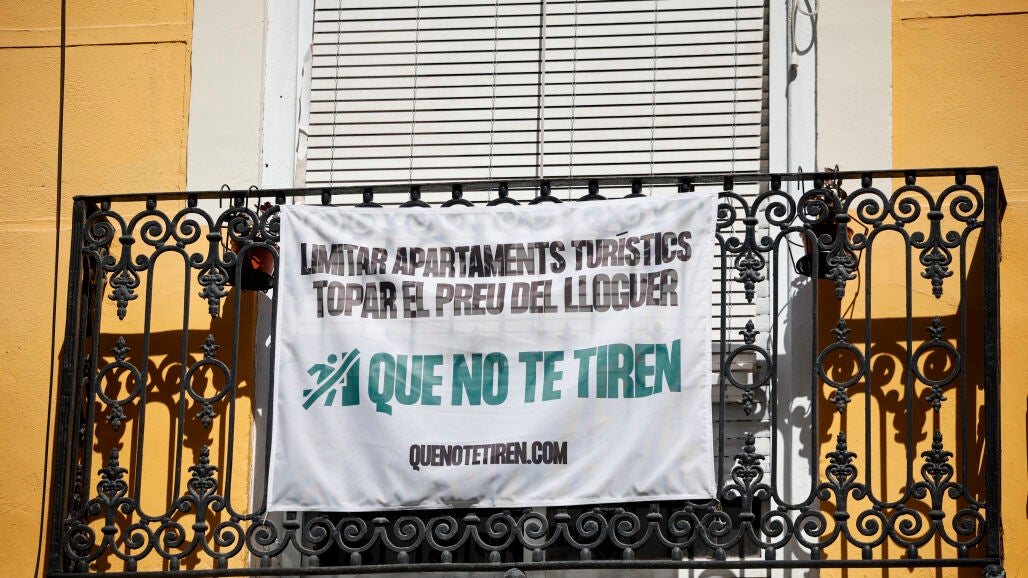 LIMITAR APARTAMENTS TURÍSTICS
TOPAR EL PREU DEL LLOGUER
QUE NO TE TIREN
QUENOTETIREN.COM